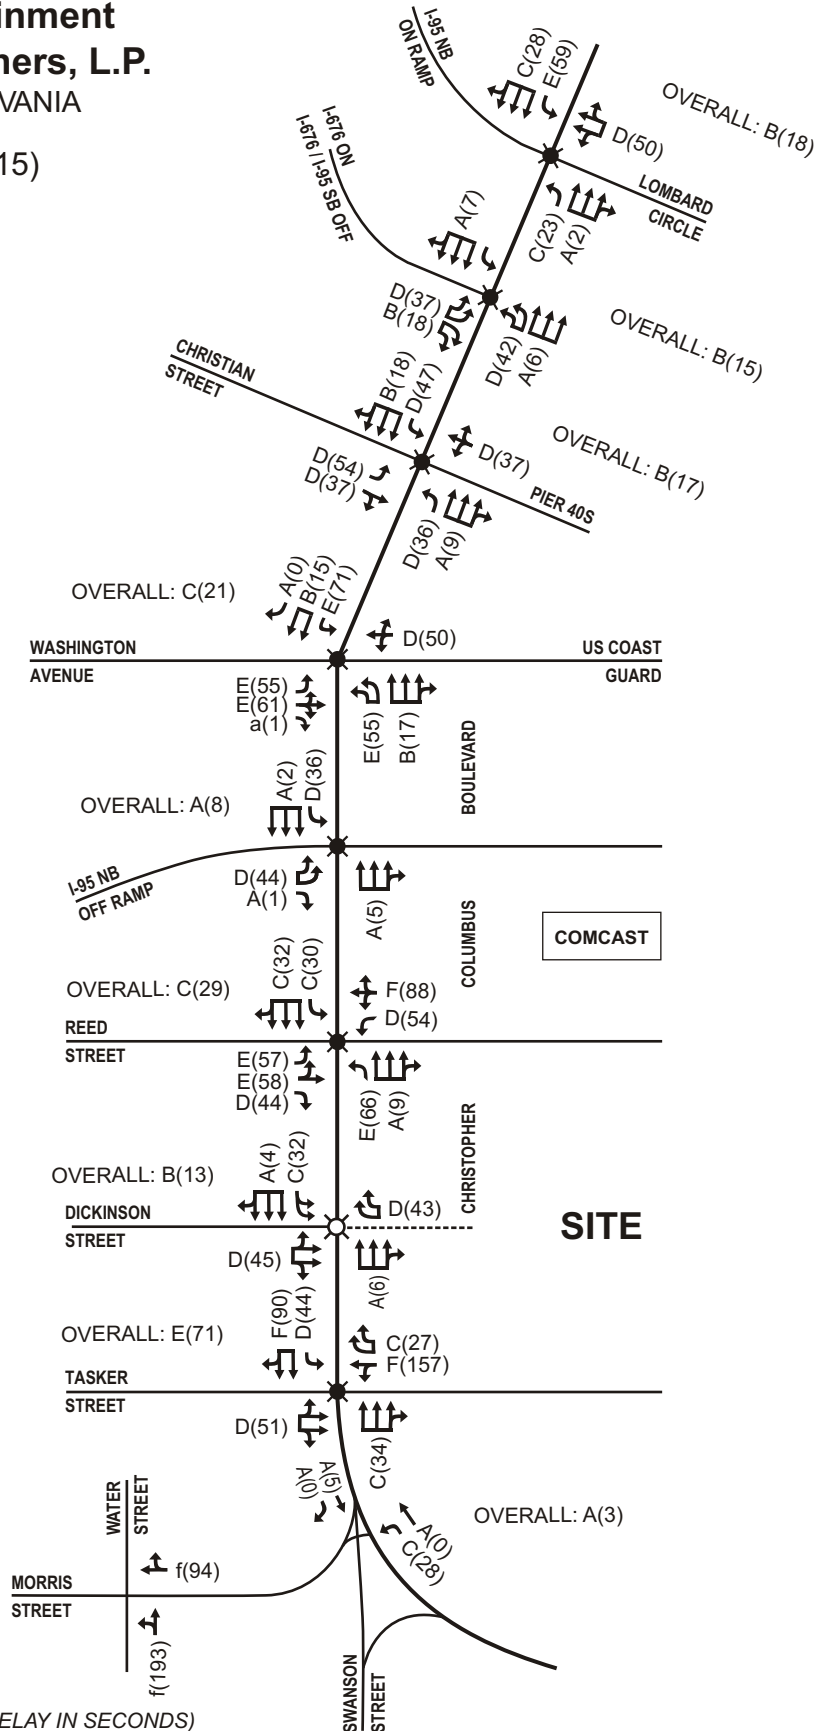 inment
ners, L.P.
VANIA
15)
I-95 NB
ON RAMP
C(28)
E(59)
D(50)
OVERALL: B(18)
LOMBARD
CIRCLE
C(23)
A(2)
I-676 ON
I-676 / I-95 SB OFF
A(7)
D(37)
B(18)
D(42)
A(6)
OVERALL: B(15)
CHRISTIAN
STREET
B(18)
D(47)
D(37)
OVERALL: B(17)
D(54)
D(37)
PIER 40S
D(36)
A(9)
OVERALL: C(21)
A(0)
B(15)
E(71)
D(50)
WASHINGTON
AVENUE
US COAST
GUARD
E(55)
E(61)
a(1)
E(55)
B(17)
BOULEVARD
OVERALL: A(8)
A(2)
D(36)
I-95 NB
OFF RAMP
D(44)
A(1)
A(5)
COLUMBUS
COMCAST
OVERALL: C(29)
C(32)
C(30)
F(88)
D(54)
REED
STREET
E(57)
E(58)
D(44)
E(66)
A(9)
CHRISTOPHER
OVERALL: B(13)
A(4)
C(32)
D(43)
DICKINSON
STREET
SITE
D(45)
A(6)
OVERALL: E(71)
F(90)
D(44)
C(27)
F(157)
TASKER
STREET
D(51)
C(34)
A(0)
A(5)
OVERALL: A(3)
A(0)
C(28)
WATER
STREET
f(94)
MORRIS
STREET
f(193)
SWANSON
STREET
ELAY IN SECONDS)